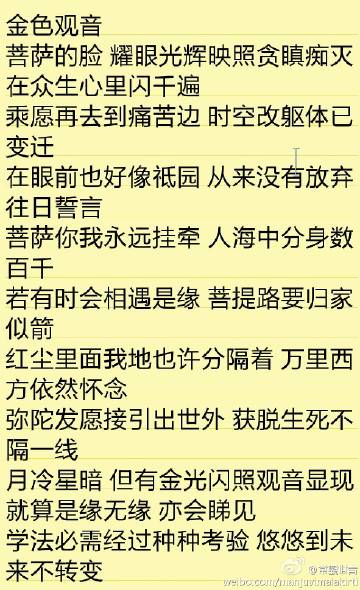 金色观音
菩萨的脸 耀眼光辉映照贪瞋痴灭
在众生心里闪千遍
乘愿再去到痛苦边 时空改躯体已
变迁
在眼前也好像祇园 从来没有放弃
往日誓言
菩萨你我永远挂牵 人海中分身数
百千
若有时会相遇是缘 菩提路要归家
似箭
红尘里面我地也许分隔着 万里西
方依然怀念
弥陀发愿接引出世外 获脱生死不
隔一线
月冷星暗 但有金光闪照观音显现
就算是缘无缘 亦会睇见
学法必需经过种种考验 悠悠到未
来不转变
weibo.com/manjuvimalakirti